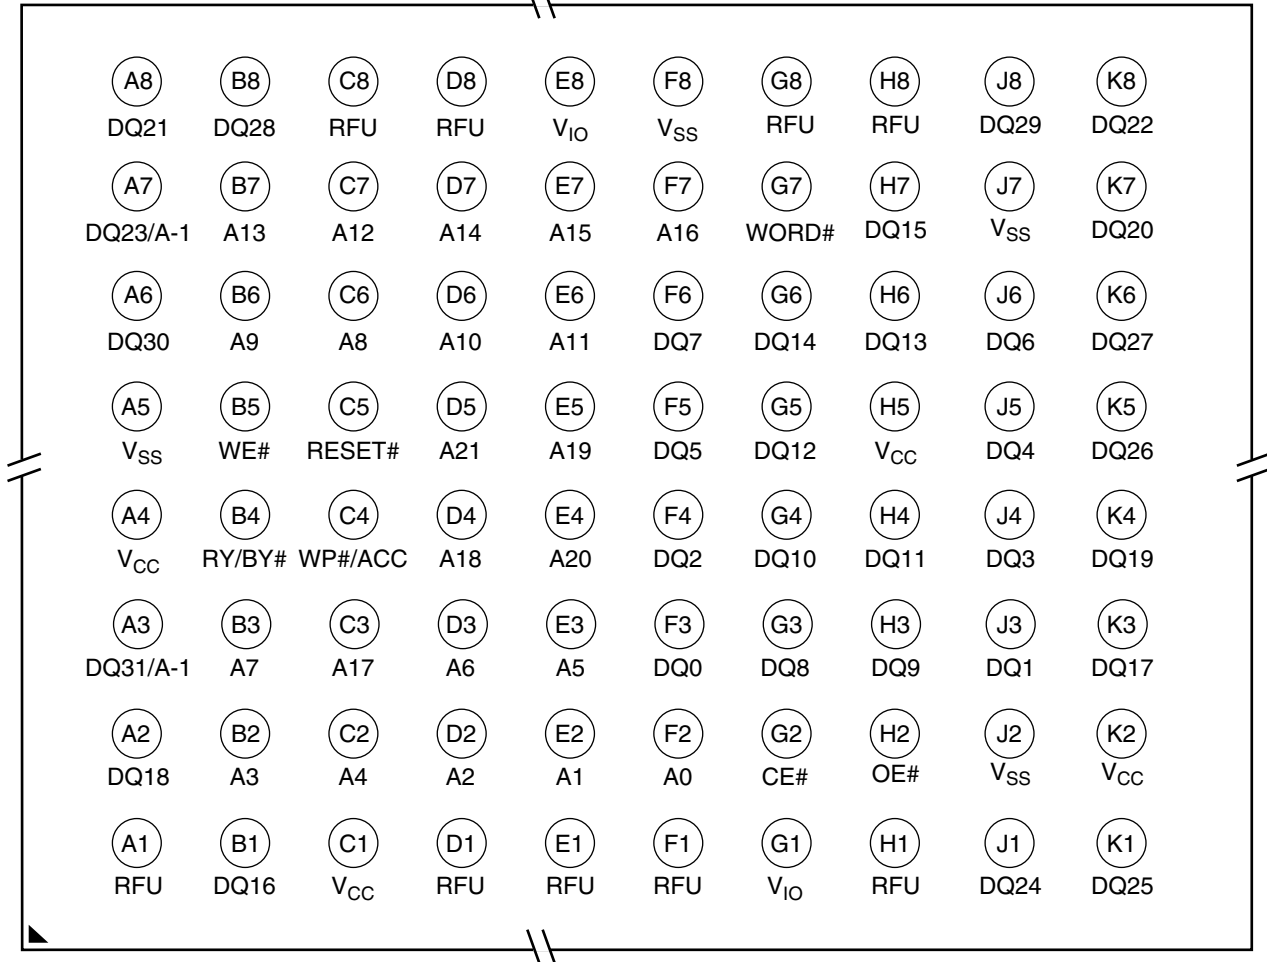 A8 B8 C8 D8 E8 F8 G8 H8 J8 K8
DQ21 DQ28 RFU RFU VIO VSS RFU RFU DQ29 DQ22
A7 B7 C7 D7 E7 F7 G7 H7 J7 K7
DQ23/A-1 A13 A12 A14 A15 A16 WORD# DQ15 VSS DQ20
A6 B6 C6 D6 E6 F6 G6 H6 J6 K6
DQ30 A9 A8 A10 A11 DQ7 DQ14 DQ13 DQ6 DQ27
A5 B5 C5 D5 E5 F5 G5 H5 J5 K5
VSS WE# RESET# A21 A19 DQ5 DQ12 VCC DQ4 DQ26
A4 B4 C4 D4 E4 F4 G4 H4 J4 K4
VCC RY/BY# WP#/ACC A18 A20 DQ2 DQ10 DQ11 DQ3 DQ19
A3 B3 C3 D3 E3 F3 G3 H3 J3 K3
DQ31/A-1 A7 A17 A6 A5 DQ0 DQ8 DQ9 DQ1 DQ17
A2 B2 C2 D2 E2 F2 G2 H2 J2 K2
DQ18 A3 A4 A2 A1 A0 CE# OE# VSS VCC
A1 B1 C1 D1 E1 F1 G1 H1 J1 K1
RFU DQ16 VCC RFU RFU RFU VIO RFU DQ24 DQ25